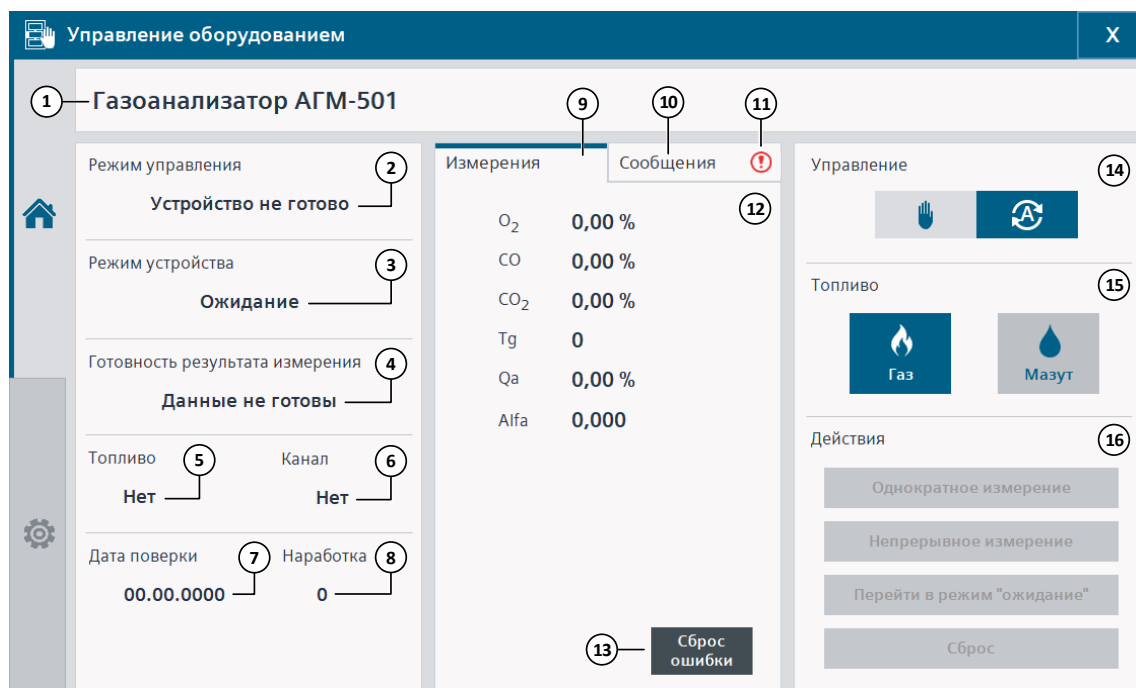 Управление оборудованием
X
1
Газоанализатор АГМ-501
9
10
11
Режим управления
2
Устройство не готово
Режим устройства
3
Ожидание
Готовность результата измерения
4
Данные не готовы
Топливо
5
Канал
6
Нет
Нет
Дата поверки
7
Наработка
8
00.00.0000
0
Измерения
Сообщения
12
O₂ 0,00 %
CO 0,00 %
CO₂ 0,00 %
Tg 0
Qa 0,00 %
Alfa 0,000
13
Сброс
ошибки
Управление
14
A
Топливо
15
Газ
Мазут
Действия
16
Однократное измерение
Непрерывное измерение
Перейти в режим "ожидание"
Сброс